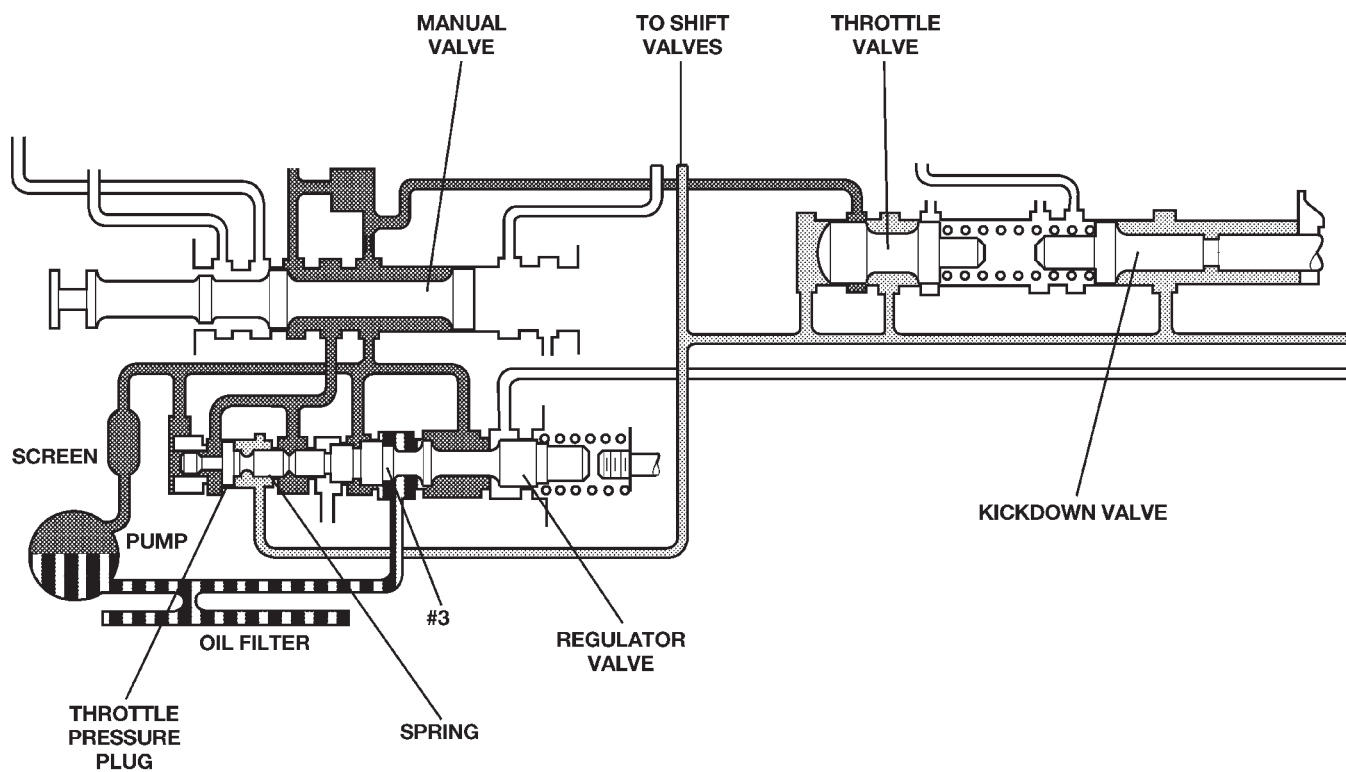 MANUAL
VALVE
TO SHIFT
VALVES
THROTTLE
VALVE
SCREEN
PUMP
KICKDOWN VALVE
#3
OIL FILTER
REGULATOR
VALVE
THROTTLE
PRESSURE
PLUG
SPRING